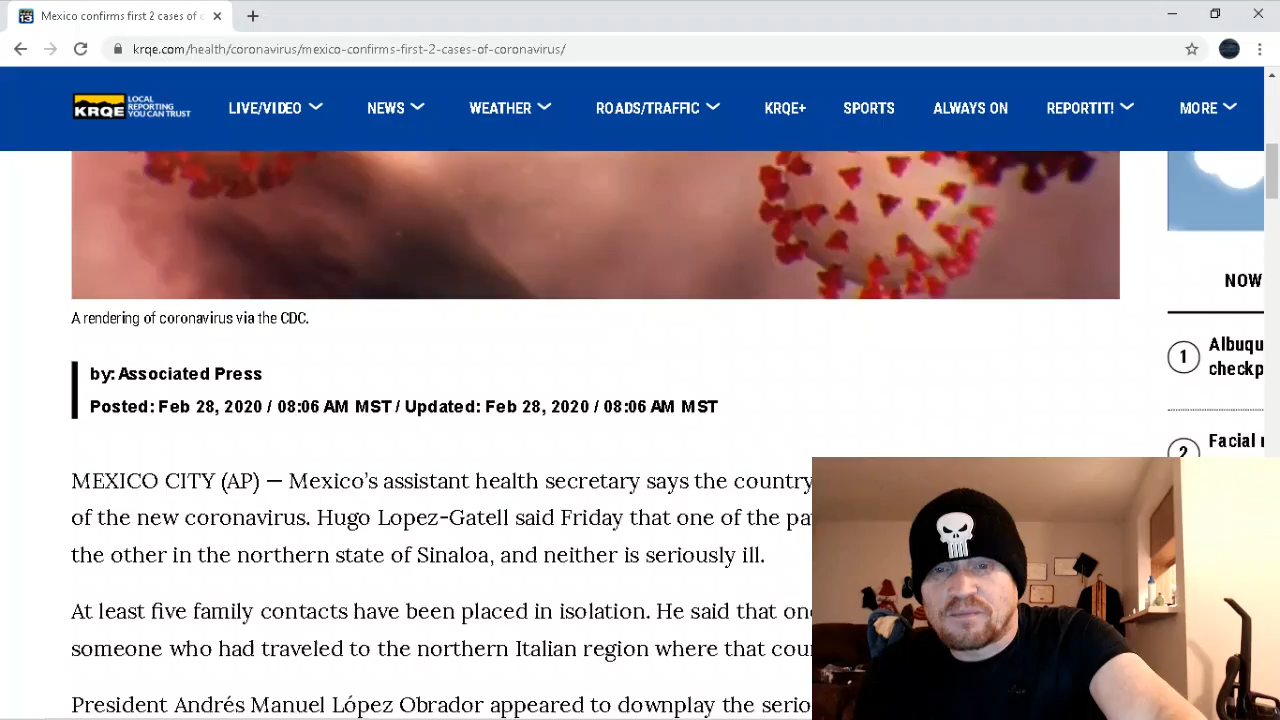 Mexico confirms first 2 cases of c
krqe.com/health/coronavirus/mexico-confirms-first-2-cases-of-coronavirus/
KRQE LOCAL REPORTING YOU CAN TRUST
LIVE/VIDEO NEWS WEATHER ROADS/TRAFFIC KRQE+ SPORTS ALWAYS ON REPORTIT! MORE
A rendering of coronavirus via the CDC.
by: Associated Press
Posted: Feb 28, 2020 / 08:06 AM MST / Updated: Feb 28, 2020 / 08:06 AM MST
MEXICO CITY (AP) — Mexico's assistant health secretary says the country
of the new coronavirus. Hugo Lopez-Gatell said Friday that one of the pa
the other in the northern state of Sinaloa, and neither is seriously ill.
At least five family contacts have been placed in isolation. He said that on
someone who had traveled to the northern Italian region where that cou
President Andrés Manuel López Obrador appeared to downplay the serio
NOW
1 Albuqu
checkp
2 Facial r